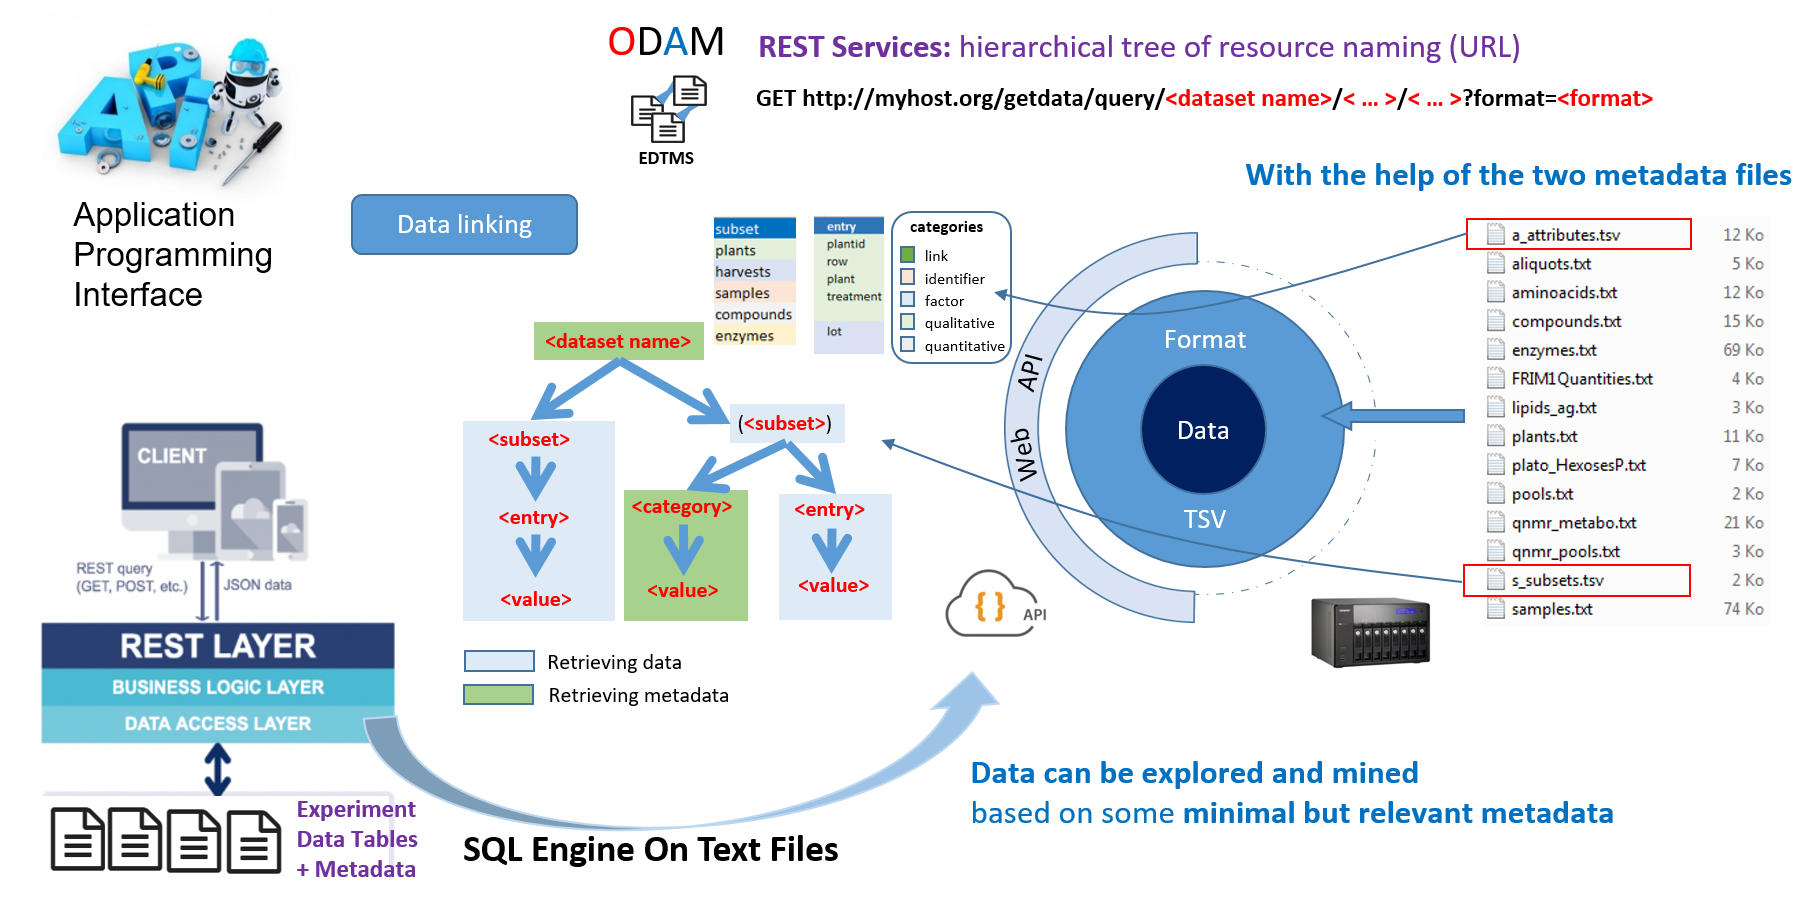 ODAM
REST Services: hierarchical tree of resource naming (URL)
EDTMS
GET http://myhost.org/getdata/query/<dataset name>/< ... >/< ... >?format=<format>
API
Application
Programming
Interface
Data linking
With the help of the two metadata files
subset
plants
harvests
samples
compounds
enzymes
entry
plantid
row
plant
treatment
lot
categories
link
identifier
factor
qualitative
quantitative
<dataset name>
<subset>
<entry>
<value>
(<subset>)
<category>
<value>
<entry>
<value>
Retrieving data
Retrieving metadata
Web API
Format
Data
TSV
a_attributes.tsv 12 Ko
aliquots.txt 5 Ko
aminoacids.txt 12 Ko
compounds.txt 15 Ko
enzymes.txt 69 Ko
FRIM1Quantities.txt 4 Ko
lipids_ag.txt 3 Ko
plants.txt 11 Ko
plato_HexosesP.txt 7 Ko
pools.txt 2 Ko
qnmr_metabo.txt 21 Ko
qnmr_pools.txt 3 Ko
s_subsets.tsv 2 Ko
samples.txt 74 Ko
{ } API
CLIENT
REST query
(GET, POST, etc.)
JSON data
REST LAYER
BUSINESS LOGIC LAYER
DATA ACCESS LAYER
Experiment
Data Tables
+ Metadata
SQL Engine On Text Files
Data can be explored and mined
based on some minimal but relevant metadata